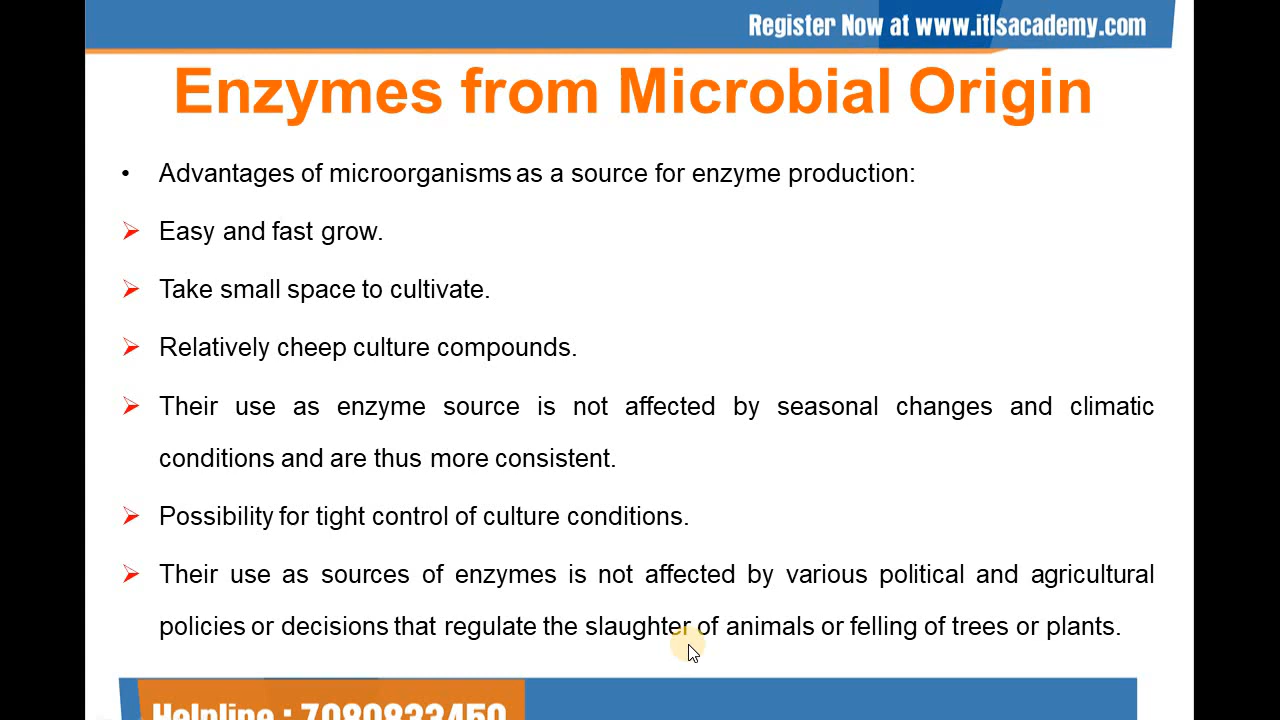 Register Now at www.itlsacademy.com
Enzymes from Microbial Origin
• Advantages of microorganisms as a source for enzyme production:
➢ Easy and fast grow.
➢ Take small space to cultivate.
➢ Relatively cheep culture compounds.
➢ Their use as enzyme source is not affected by seasonal changes and climatic
conditions and are thus more consistent.
➢ Possibility for tight control of culture conditions.
➢ Their use as sources of enzymes is not affected by various political and agricultural
policies or decisions that regulate the slaughter of animals or felling of trees or plants.
Helpline : 7080833450